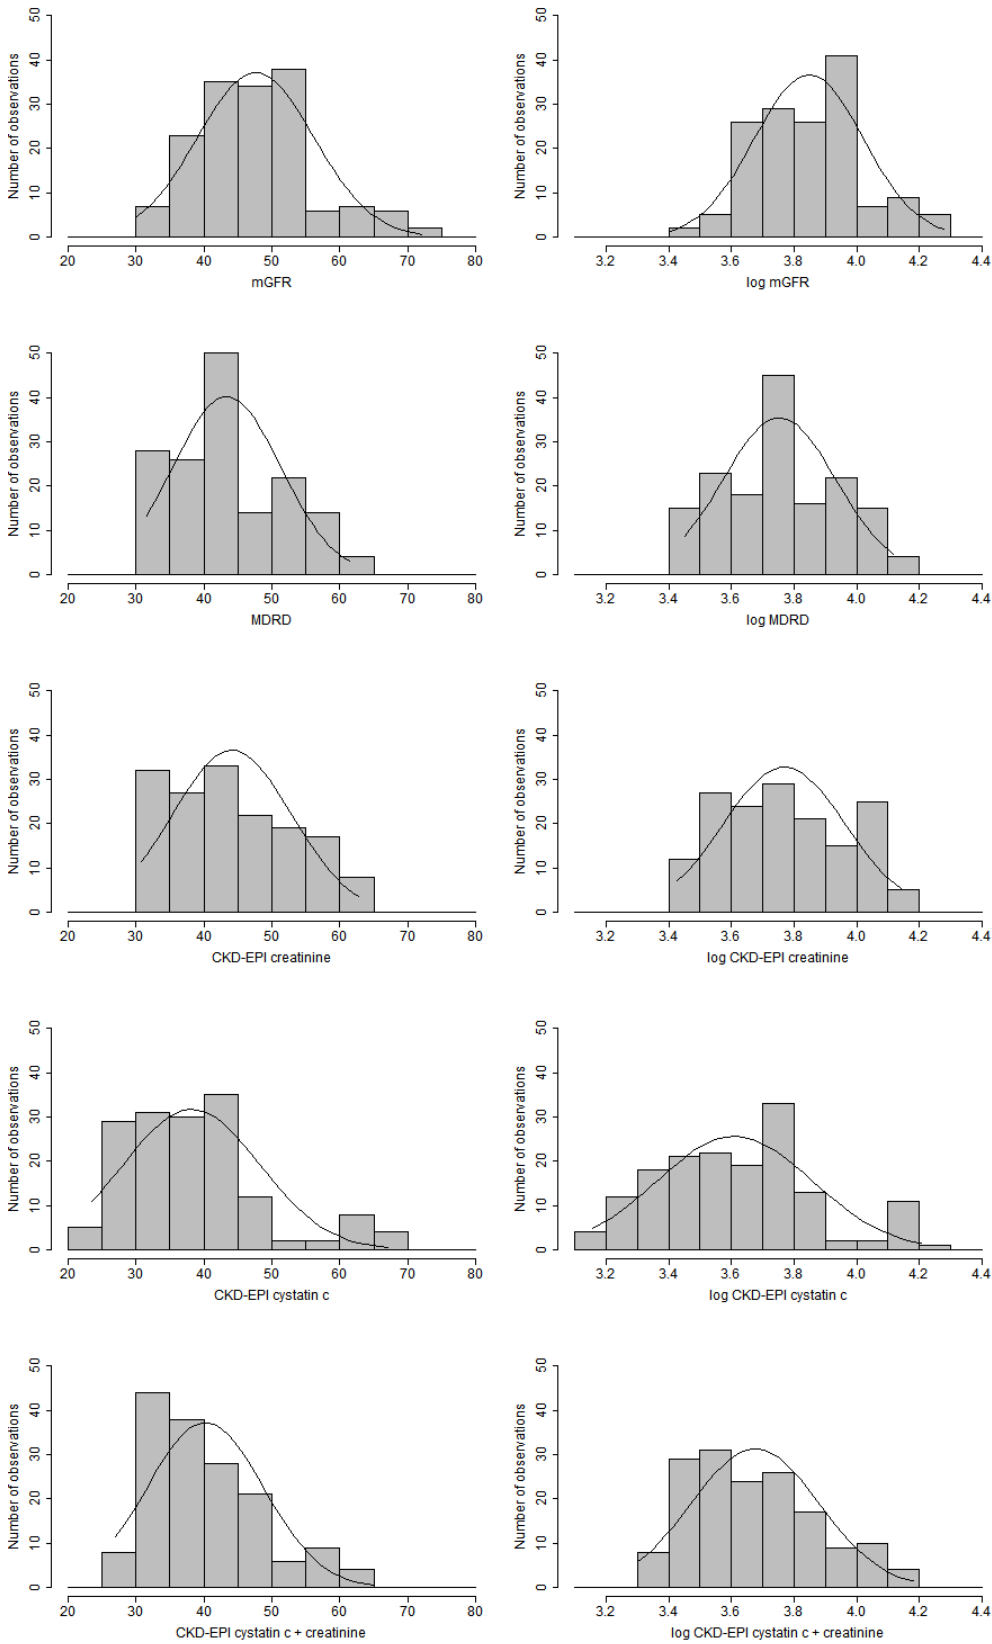 50
40
30
20
10
0
Number of observations
20 30 40 50 60 70 80
mGFR
50
40
30
20
10
0
Number of observations
3.2 3.4 3.6 3.8 4.0 4.2 4.4
log mGFR
50
40
30
20
10
0
Number of observations
20 30 40 50 60 70 80
MDRD
50
40
30
20
10
0
Number of observations
3.2 3.4 3.6 3.8 4.0 4.2 4.4
log MDRD
50
40
30
20
10
0
Number of observations
20 30 40 50 60 70 80
CKD-EPI creatinine
50
40
30
20
10
0
Number of observations
3.2 3.4 3.6 3.8 4.0 4.2 4.4
log CKD-EPI creatinine
50
40
30
20
10
0
Number of observations
20 30 40 50 60 70 80
CKD-EPI cystatin c
50
40
30
20
10
0
Number of observations
3.2 3.4 3.6 3.8 4.0 4.2 4.4
log CKD-EPI cystatin c
50
40
30
20
10
0
Number of observations
20 30 40 50 60 70 80
CKD-EPI cystatin c + creatinine
50
40
30
20
10
0
Number of observations
3.2 3.4 3.6 3.8 4.0 4.2 4.4
log CKD-EPI cystatin c + creatinine